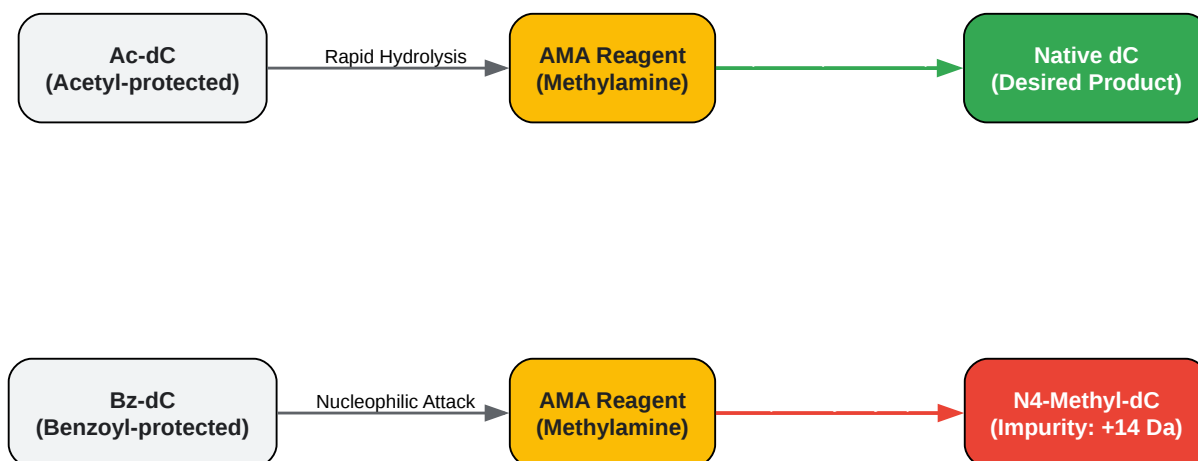 Ac-dC
(Acetyl-protected)
Rapid Hydrolysis
AMA Reagent
(Methylamine)
Native dC
(Desired Product)
Bz-dC
(Benzoyl-protected)
Nucleophilic Attack
AMA Reagent
(Methylamine)
N4-Methyl-dC
(Impurity: +14 Da)